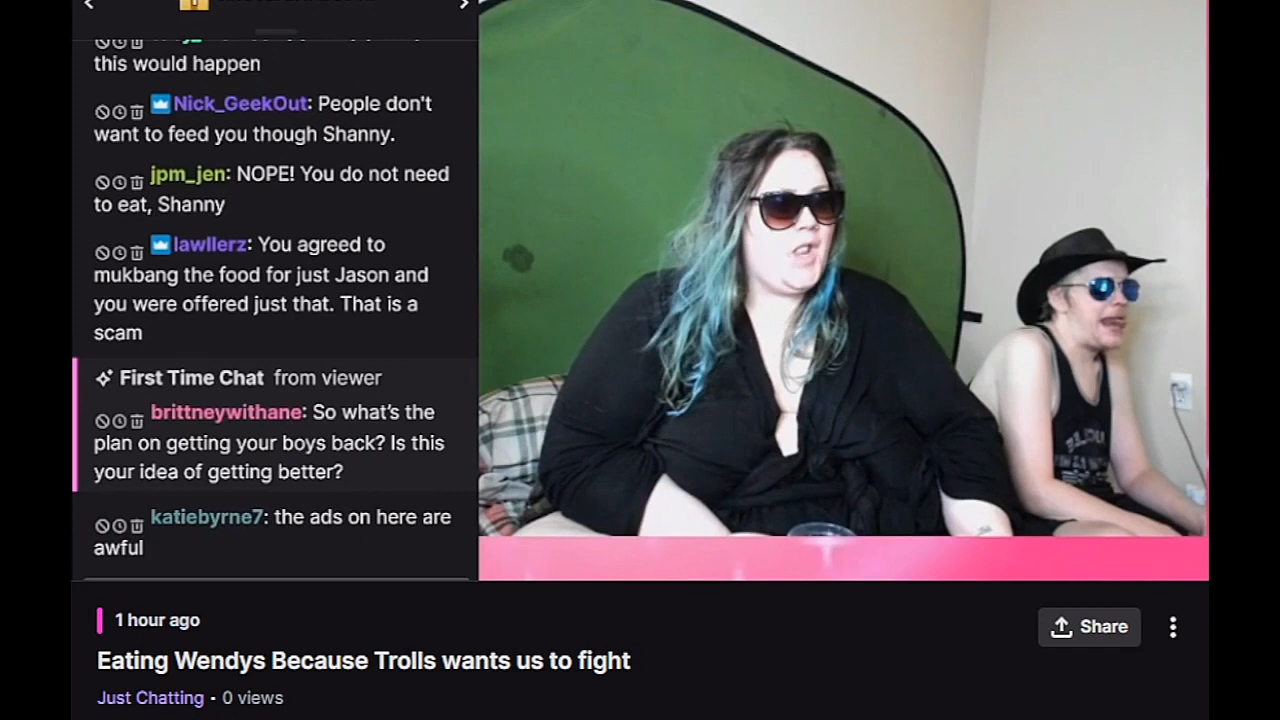 this would happen
Nick_GeekOut: People don't
want to feed you though Shanny.
jpm_jen: NOPE! You do not need
to eat, Shanny
lawllerz: You agreed to
mukbang the food for just Jason and
you were offered just that. That is a
scam
First Time Chat from viewer
brittneywithane: So what's the
plan on getting your boys back? Is this
your idea of getting better?
katiebyrne7: the ads on here are
awful
1 hour ago
Share
Eating Wendys Because Trolls wants us to fight
Just Chatting • 0 views